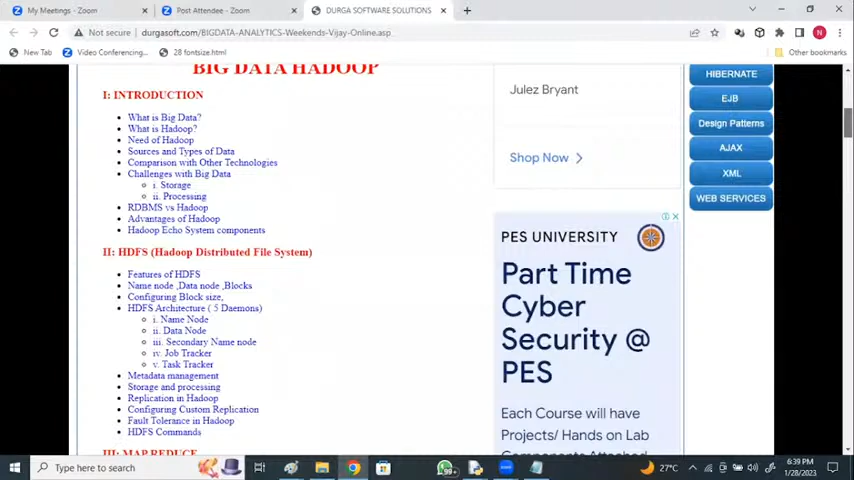 My Meetings - Zoom
Post Attendee - Zoom
DURGA SOFTWARE SOLUTIONS
Not secure
durgasoft.com/BIGDATA-ANALYTICS-Weekends-Vijay-Online.asp
N
New Tab
Video Conferencing...
28 fontsize.html
Other bookmarks
BIG DATA HADOOP
I: INTRODUCTION
What is Big Data?
What is Hadoop?
Need of Hadoop
Sources and Types of Data
Comparison with Other Technologies
Challenges with Big Data
i. Storage
ii. Processing
RDBMS vs Hadoop
Advantages of Hadoop
Hadoop Echo System components
II: HDFS (Hadoop Distributed File System)
Features of HDFS
Name node ,Data node ,Blocks
Configuring Block size,
HDFS Architecture ( 5 Daemons)
i. Name Node
ii. Data Node
iii. Secondary Name node
iv. Job Tracker
v. Task Tracker
Metadata management
Storage and processing
Replication in Hadoop
Configuring Custom Replication
Fault Tolerance in Hadoop
HDFS Commands
III: MAP REDUCE
Julez Bryant
Shop Now
PES UNIVERSITY
Part Time
Cyber
Security @
PES
Each Course will have
Projects/ Hands on Lab
Components Attached
HIBERNATE
EJB
Design Patterns
AJAX
XML
WEB SERVICES
Type here to search
99+
27°C
6:39 PM
1/28/2023